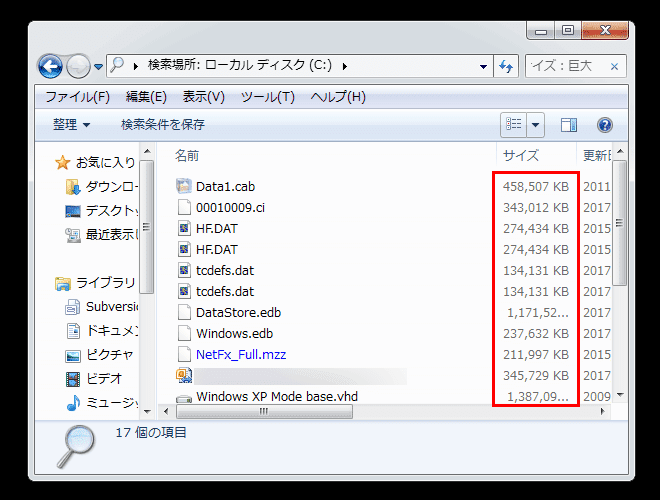 検索場所: ローカル ディスク (C:)
イズ：巨大
ファイル(F) 編集(E) 表示(V) ツール(T) ヘルプ(H)
整理 検索条件を保存
お気に入り
ダウンロー
デスクト
最近表示し
ライブラリ
Subversio
ドキュメン
ピクチャ
ビデオ
ミュージッ
名前 サイズ 更新日
Data1.cab 458,507 KB 2011
00010009.ci 343,012 KB 2017
HF.DAT 274,434 KB 2015
HF.DAT 274,434 KB 2017
tcdefs.dat 134,131 KB 2017
tcdefs.dat 134,131 KB 2017
DataStore.edb 1,171,52... 2017
Windows.edb 237,632 KB 2017
NetFx_Full.mzz 211,997 KB 2015
345,729 KB 2017
Windows XP Mode base.vhd 1,387,09... 2009
17 個の項目